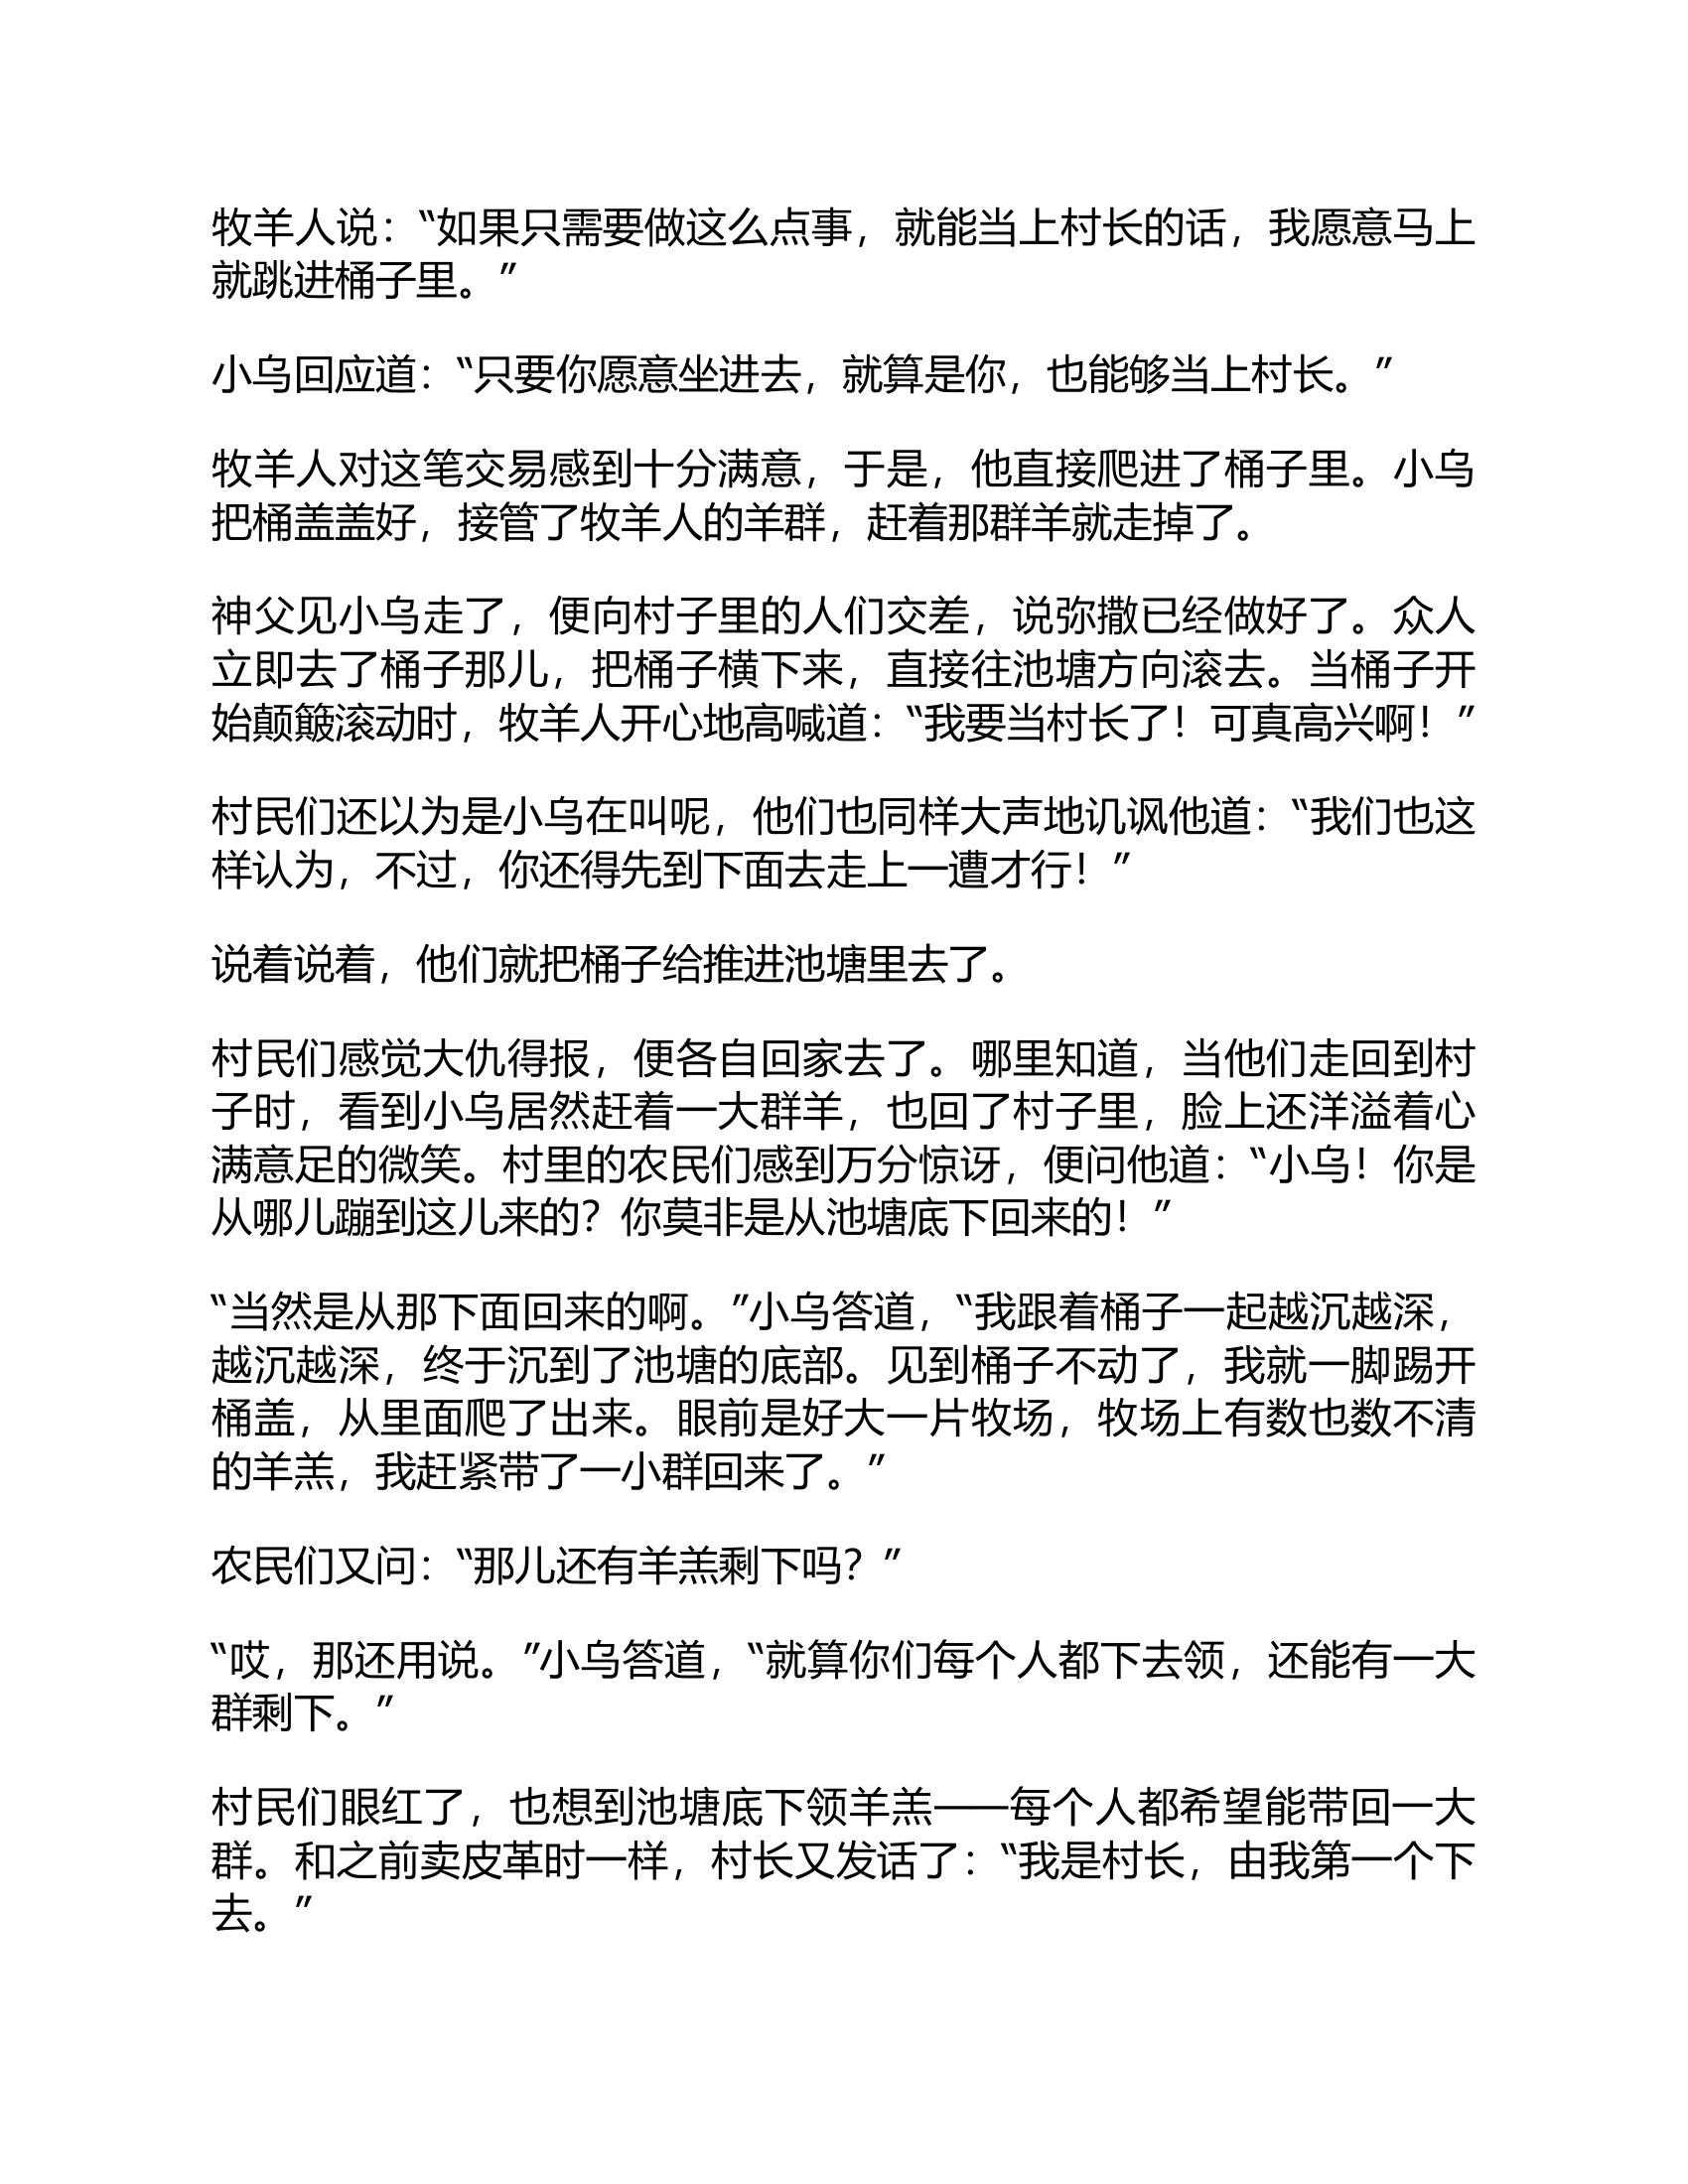 牧羊人说：“如果只需要做这么点事，就能当上村长的话，我愿意马上
就跳进桶子里。”
小乌回应道：“只要你愿意坐进去，就算是你，也能够当上村长。”
牧羊人对这笔交易感到十分满意，于是，他直接爬进了桶子里。小乌
把桶盖盖好，接管了牧羊人的羊群，赶着那群羊就走掉了。
神父见小乌走了，便向村子里的人们交差，说弥撒已经做好了。众人
立即去了桶子那儿，把桶子横下来，直接往池塘方向滚去。当桶子开
始颠簸滚动时，牧羊人开心地高喊道：“我要当村长了！可真高兴啊！”
村民们还以为是小乌在叫呢，他们也同样大声地讥讽他道：“我们也这
样认为，不过，你还得先到下面去走上一遭才行！”
说着说着，他们就把桶子给推进池塘里去了。
村民们感觉大仇得报，便各自回家去了。哪里知道，当他们走回到村
子时，看到小乌居然赶着一大群羊，也回了村子里，脸上还洋溢着心
满意足的微笑。村里的农民们感到万分惊讶，便问他道：“小乌！你是
从哪儿蹦到这儿来的？你莫非是从池塘底下回来的！”
“当然是从那下面回来的啊。”小乌答道，“我跟着桶子一起越沉越深，
越沉越深，终于沉到了池塘的底部。见到桶子不动了，我就一脚踢开
桶盖，从里面爬了出来。眼前是好大一片牧场，牧场上有数也数不清
的羊羔，我赶紧带了一小群回来了。”
农民们又问：“那儿还有羊羔剩下吗？”
“哎，那还用说。”小乌答道，“就算你们每个人都下去领，还能有一大
群剩下。”
村民们眼红了，也想到池塘底下领羊羔——每个人都希望能带回一大
群。和之前卖皮革时一样，村长又发话了：“我是村长，由我第一个下
去。”